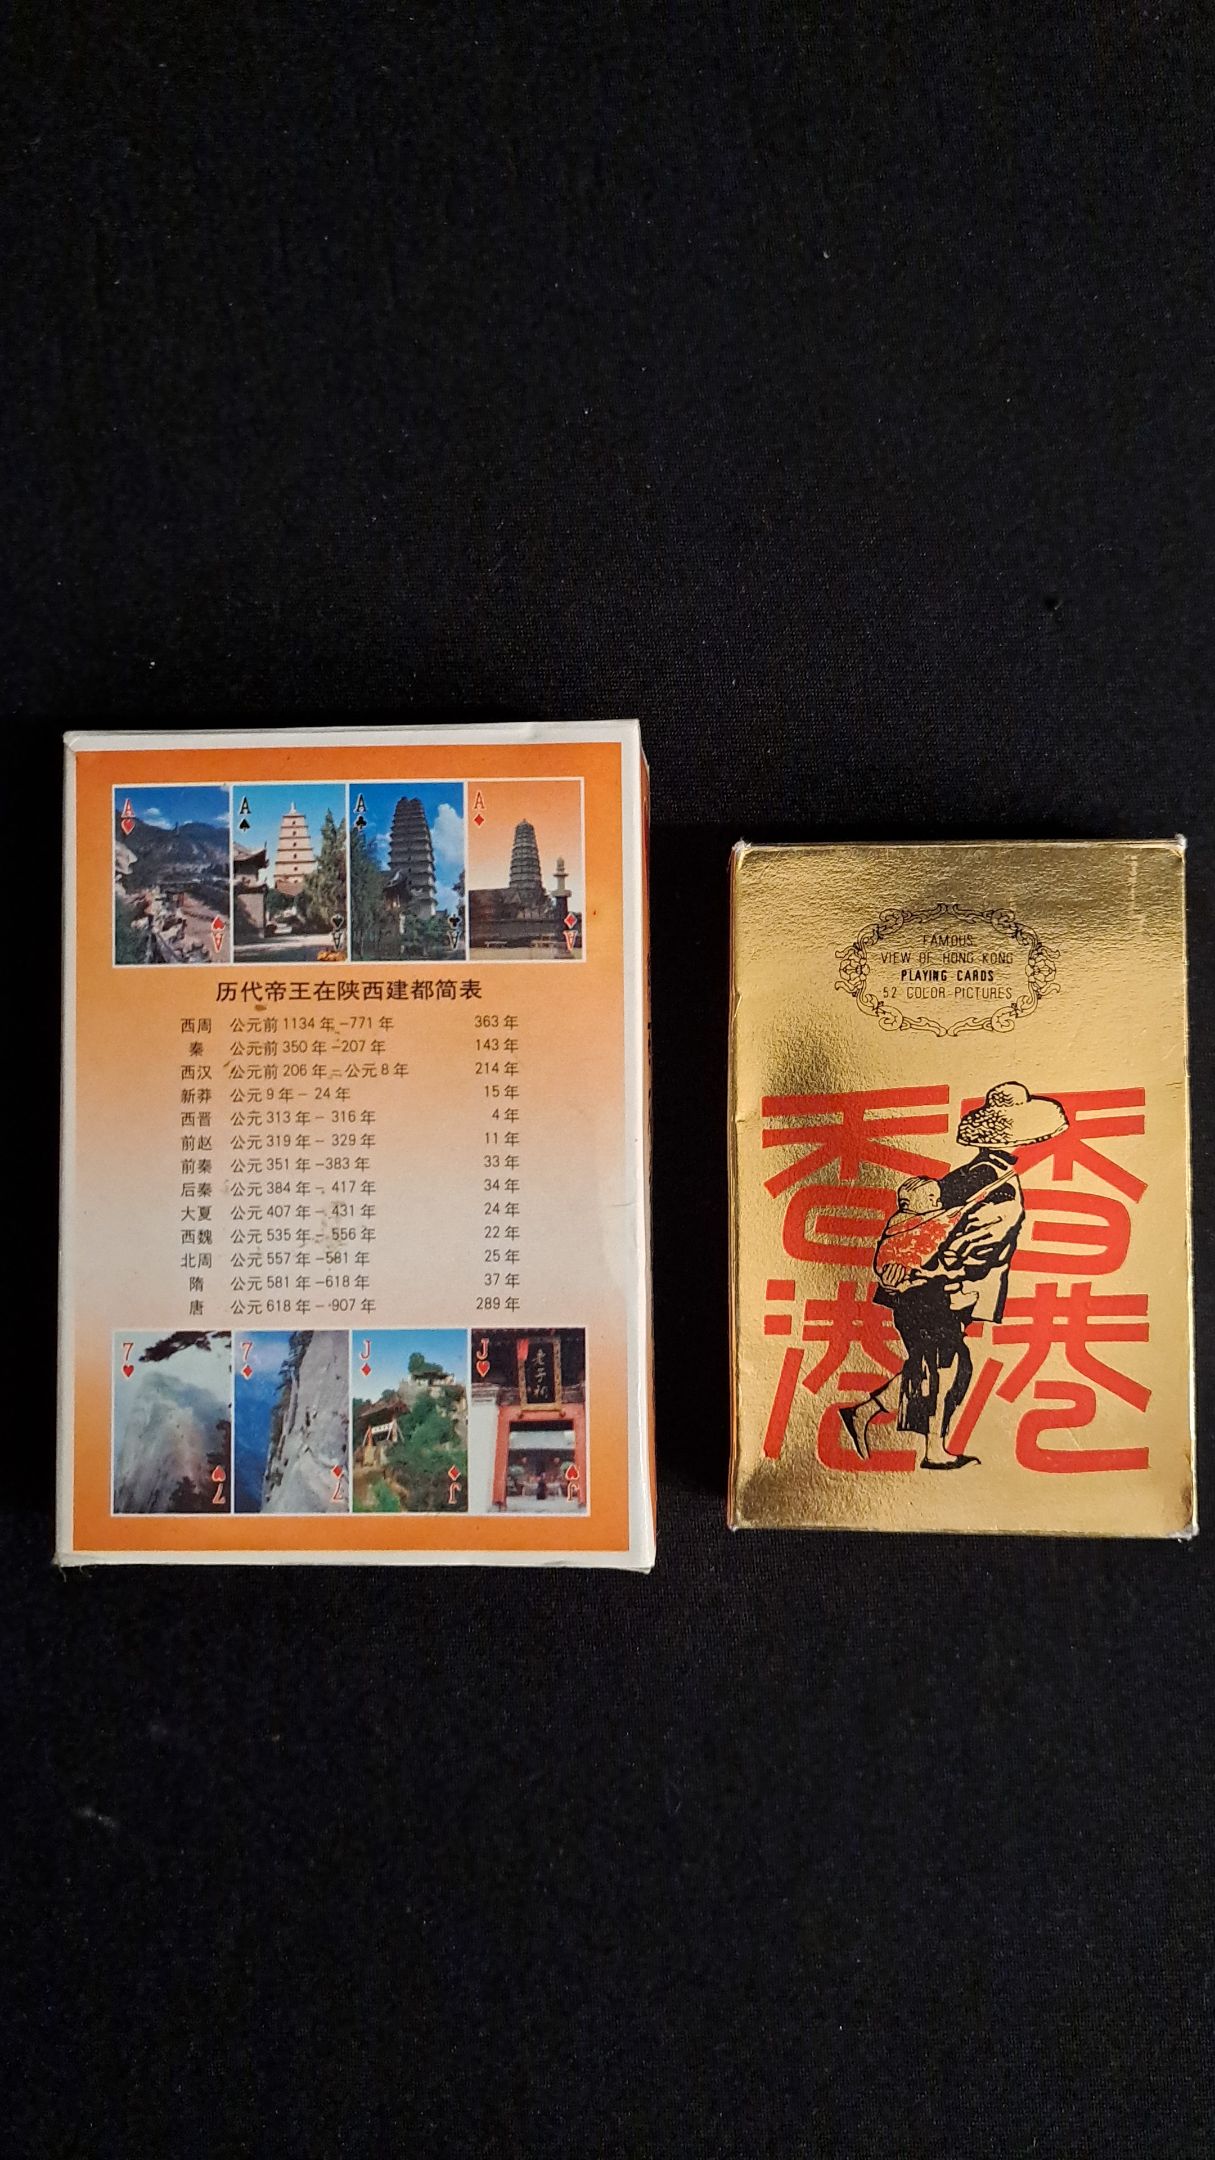 A A A A
A A A A
历代帝王在陕西建都简表
西周 公元前1134年-771年 363年
秦 公元前350年-207年 143年
西汉 公元前206年-公元8年 214年
新莽 公元9年-24年 15年
西晋 公元313年-316年 4年
前赵 公元319年-329年 11年
前秦 公元351年-383年 33年
后秦 公元384年-417年 34年
大夏 公元407年-431年 24年
西魏 公元535年-556年 22年
北周 公元557年-581年 25年
隋 公元581年-618年 37年
唐 公元618年-907年 289年
7 7 J J
老子祠
7 7 J J
FAMOUS
VIEW OF HONG KONG
PLAYING CARDS
52 COLOR PICTURES
香 香
港 港